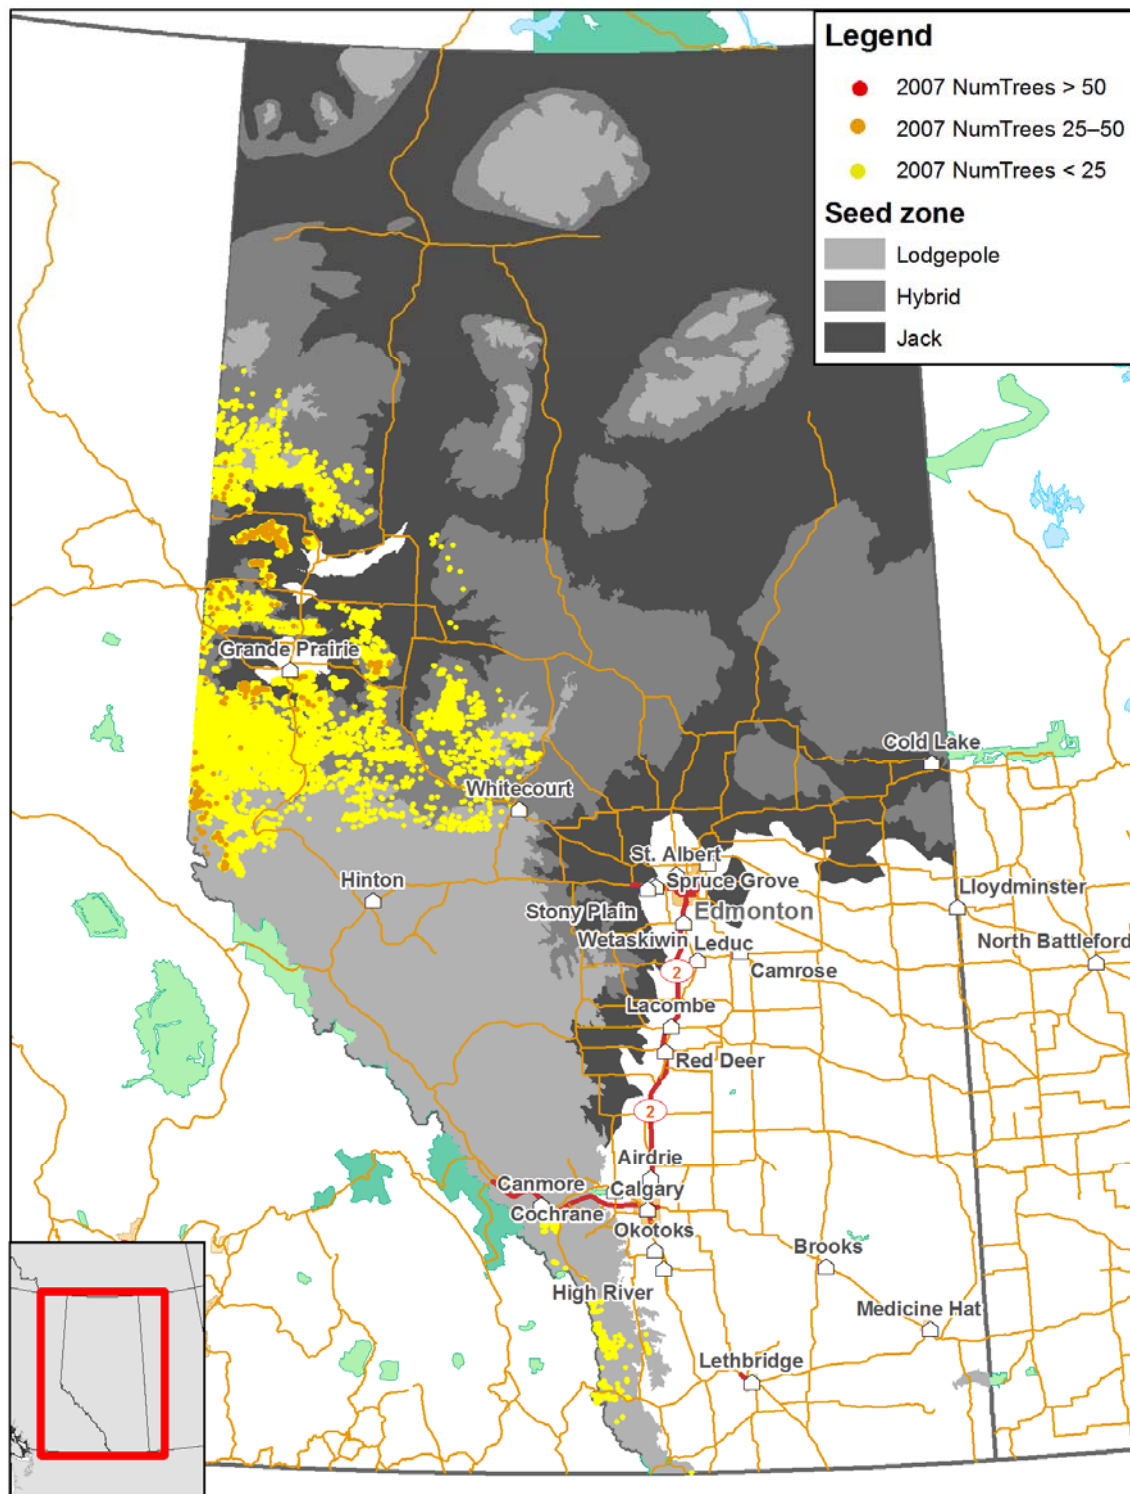 Legend
2007 NumTrees > 50
2007 NumTrees 25–50
2007 NumTrees < 25
Seed zone
Lodgepole
Hybrid
Jack
Grande Prairie
Cold Lake
Whitecourt
St. Albert
Hinton
Spruce Grove
Lloydminster
Stony Plain
Edmonton
Wetaskiwin
Leduc
North Battleford
2
Camrose
Lacombe
Red Deer
2
Airdrie
Canmore
Calgary
Cochrane
Okotoks
Brooks
High River
Medicine Hat
Lethbridge